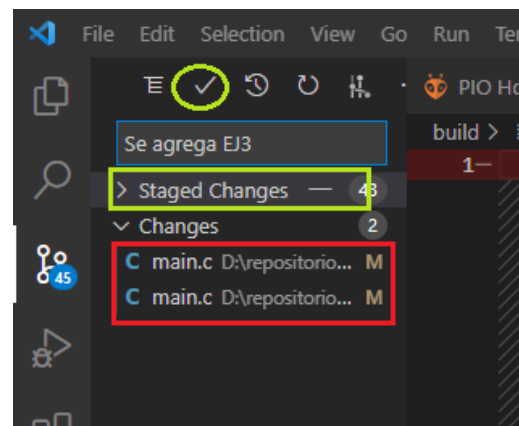 File Edit Selection View Go Run Ter
PIO Ho
Se agrega EJ3
build >
1
Staged Changes 43
Changes 2
C main.c D:\repositorio... M
C main.c D:\repositorio... M
45